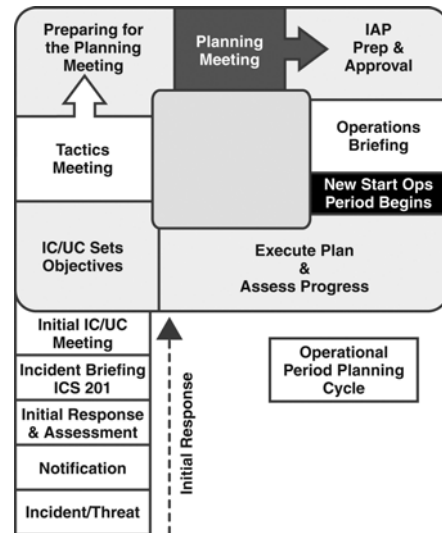 Preparing for
the Planning
Meeting
Planning
Meeting
IAP
Prep &
Approval
Tactics
Meeting
Operations
Briefing
New Start Ops
Period Begins
IC/UC Sets
Objectives
Execute Plan
&
Assess Progress
Initial IC/UC
Meeting
Incident Briefing
ICS 201
Initial Response
& Assessment
Notification
Incident/Threat
Initial Response
Operational
Period Planning
Cycle